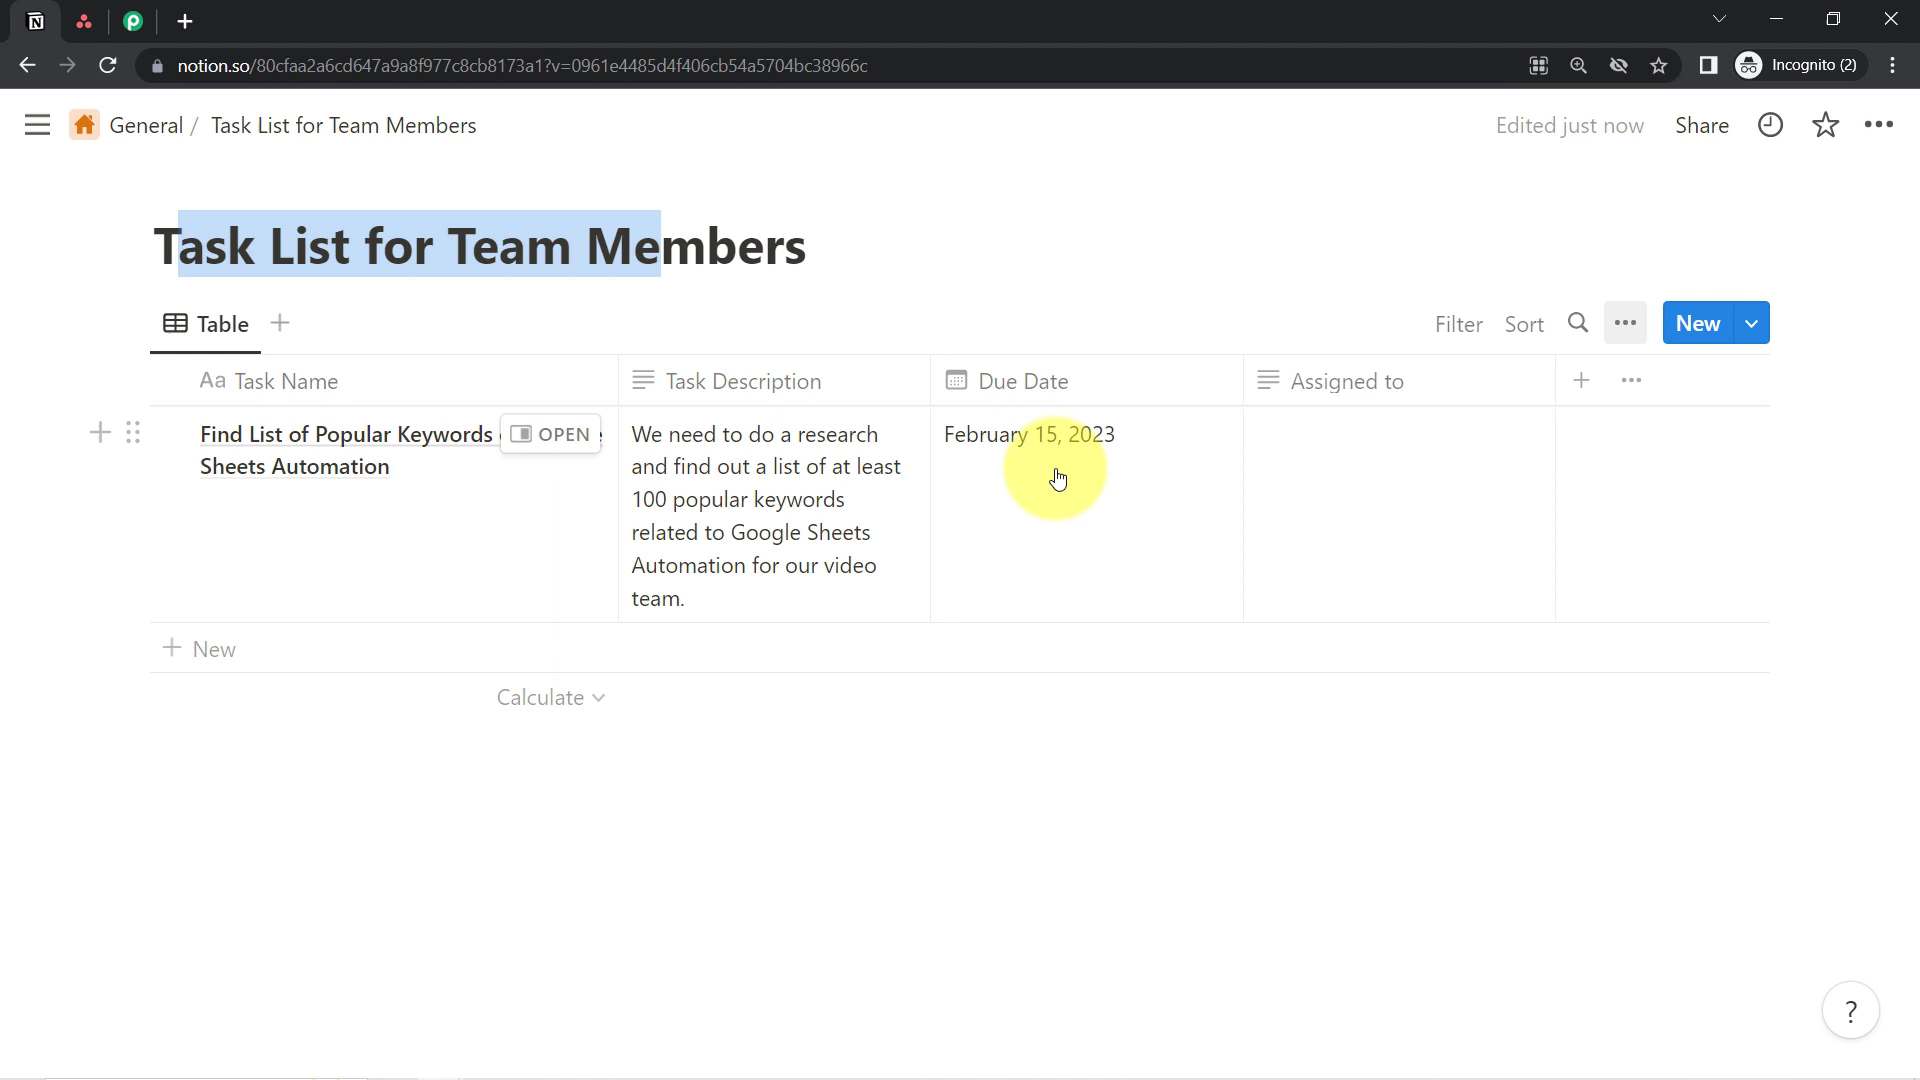 notion.so/80cfaa2a6cd647a9a8f977c8cb8173a1?v=0961e4485d4f406cb54a5704bc38966c
Incognito (2)
General / Task List for Team Members
Edited just now
Share
Task List for Team Members
Table
Filter
Sort
New
Aa Task Name
Task Description
Due Date
Assigned to
Find List of Popular Keywords
OPEN
Sheets Automation
We need to do a research
and find out a list of at least
100 popular keywords
related to Google Sheets
Automation for our video
team.
February 15, 2023
+ New
Calculate
?